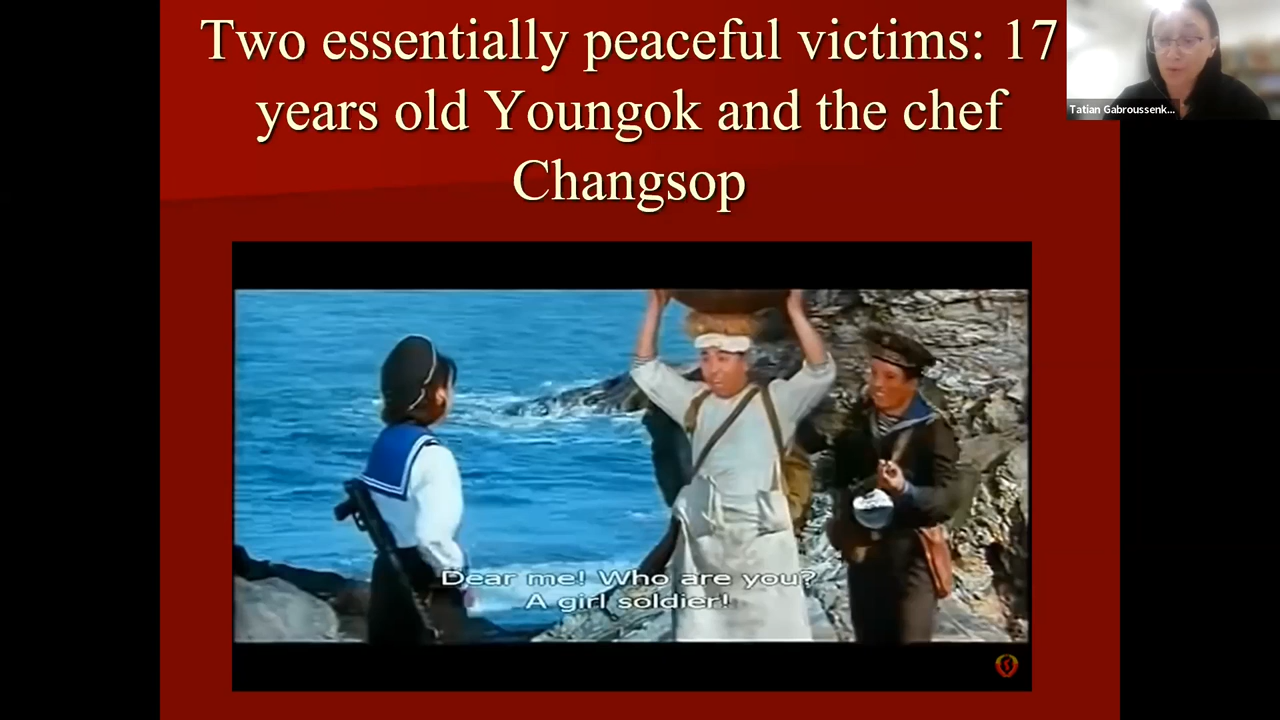 Two essentially peaceful victims: 17
years old Youngok and the chef
Changsop
Tatian Gabroussenk...
Dear me! Who are you?
A girl soldier!